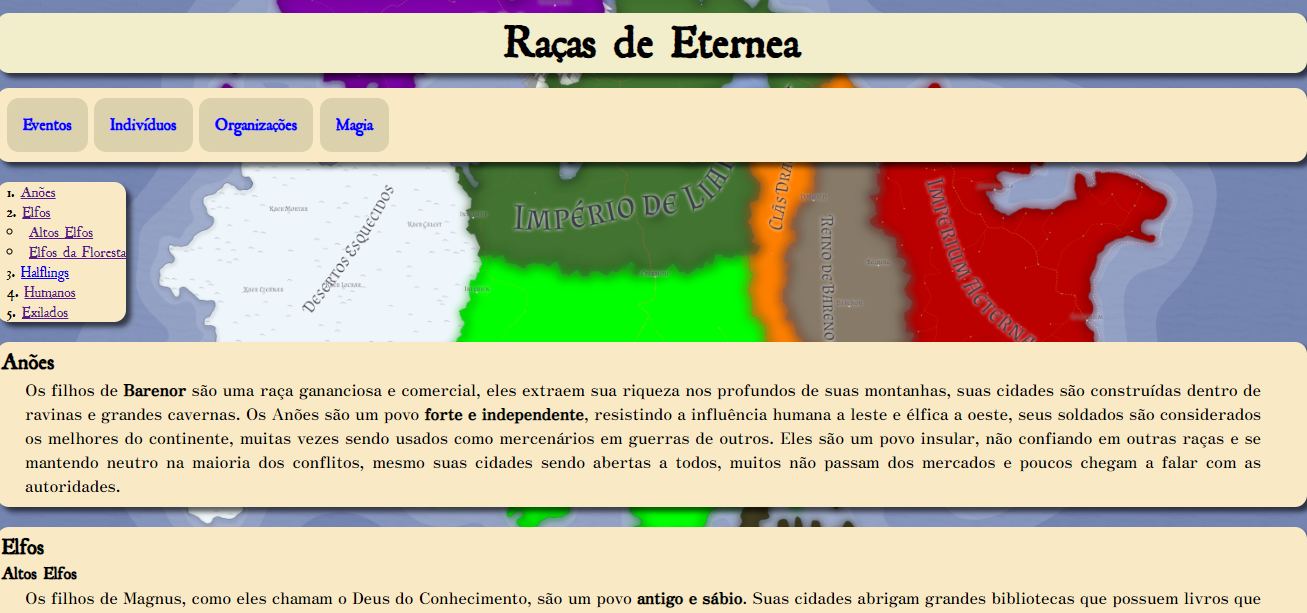 Raças de Eternea
Eventos
Indivíduos
Organizações
Magia
1. Anões
2. Elfos
Altos Elfos
Elfos da Floresta
3. Halflings
4. Humanos
5. Exilados
Desertos Esquecidos
Império de
Reino de Bareno
Imperium Aeterna
Anões
Os filhos de Barenor são uma raça gananciosa e comercial, eles extraem sua riqueza nos profundos de suas montanhas, suas cidades são construídas dentro de
ravinas e grandes cavernas. Os Anões são um povo forte e independente, resistindo a influência humana a leste e élfica a oeste, seus soldados são considerados
os melhores do continente, muitas vezes sendo usados como mercenários em guerras de outros. Eles são um povo insular, não confiando em outras raças e se
mantendo neutro na maioria dos conflitos, mesmo suas cidades sendo abertas a todos, muitos não passam dos mercados e poucos chegam a falar com as
autoridades.
Elfos
Altos Elfos
Os filhos de Magnus, como eles chamam o Deus do Conhecimento, são um povo antigo e sábio. Suas cidades abrigam grandes bibliotecas que possuem livros que